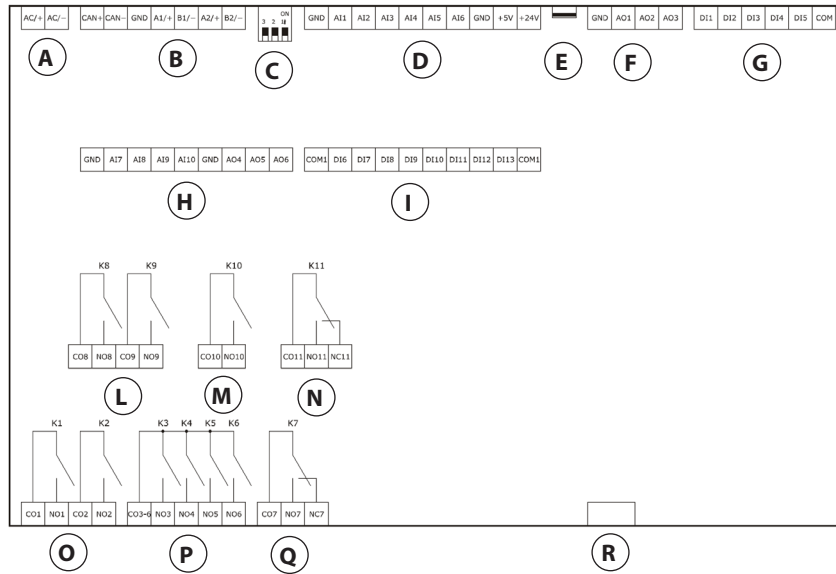 AC/+ AC/− CAN+ CAN− GND A1/+ B1/− A2/+ B2/− ON 3 2 1 GND AI1 AI2 AI3 AI4 AI5 AI6 GND +5V +24V GND AO1 AO2 AO3 DI1 DI2 DI3 DI4 DI5 COM
A B C D E F G
GND AI7 AI8 AI9 AI10 GND AO4 AO5 AO6 COM1 DI6 DI7 DI8 DI9 DI10 DI11 DI12 DI13 COM1
H I
K8 K9 K10 K11
CO8 NO8 CO9 NO9 CO10 NO10 CO11 NO11 NC11
L M N
K1 K2 K3 K4 K5 K6 K7
CO1 NO1 CO2 NO2 CO3-6 NO3 NO4 NO5 NO6 CO7 NO7 NC7
O P Q R